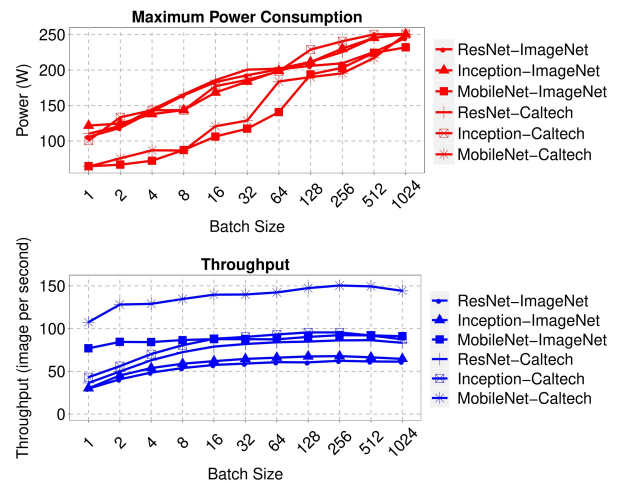 Maximum Power Consumption
Power (W)
250
200
150
100
1 2 4 8 16 32 64 128 256 512 1024
Batch Size
ResNet−ImageNet
Inception−ImageNet
MobileNet−ImageNet
ResNet−Caltech
Inception−Caltech
MobileNet−Caltech
Throughput
Throughput (image per second)
150
100
50
0
1 2 4 8 16 32 64 128 256 512 1024
Batch Size
ResNet−ImageNet
Inception−ImageNet
MobileNet−ImageNet
ResNet−Caltech
Inception−Caltech
MobileNet−Caltech